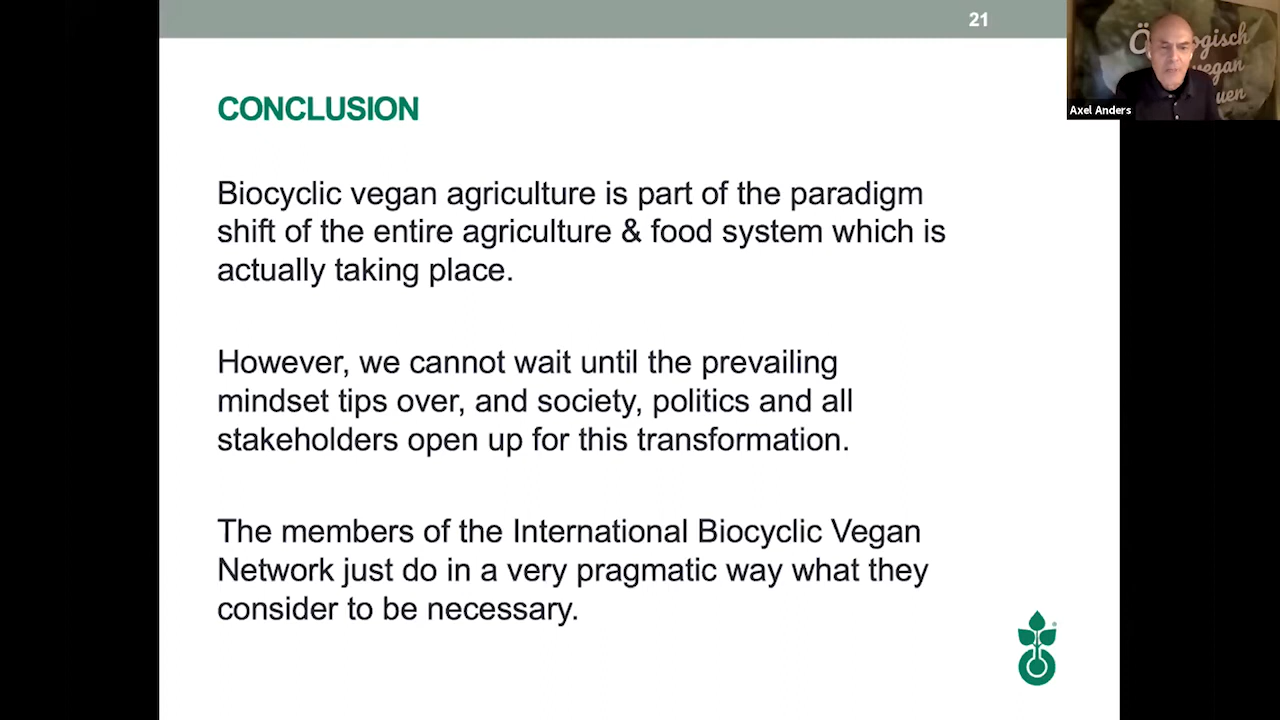 21
CONCLUSION
Biocyclic vegan agriculture is part of the paradigm
shift of the entire agriculture & food system which is
actually taking place.
However, we cannot wait until the prevailing
mindset tips over, and society, politics and all
stakeholders open up for this transformation.
The members of the International Biocyclic Vegan
Network just do in a very pragmatic way what they
consider to be necessary.
®
vegan
Axel Anders